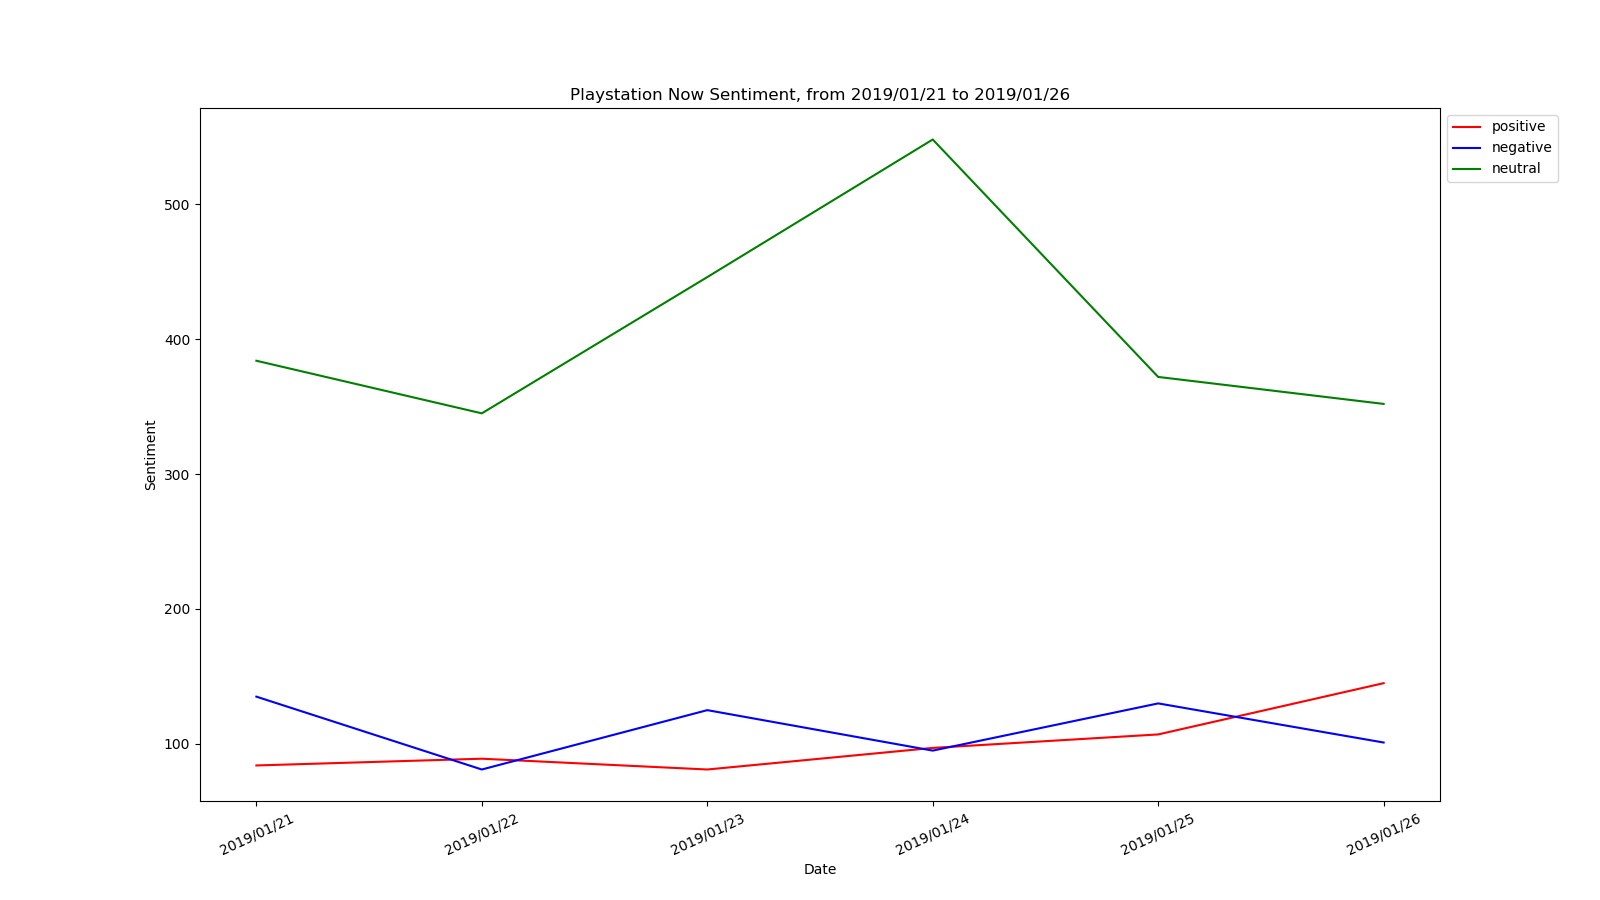 Playstation Now Sentiment, from 2019/01/21 to 2019/01/26
positive
negative
neutral
500
400
300
200
100
Sentiment
2019/01/21
2019/01/22
2019/01/23
2019/01/24
2019/01/25
2019/01/26
Date